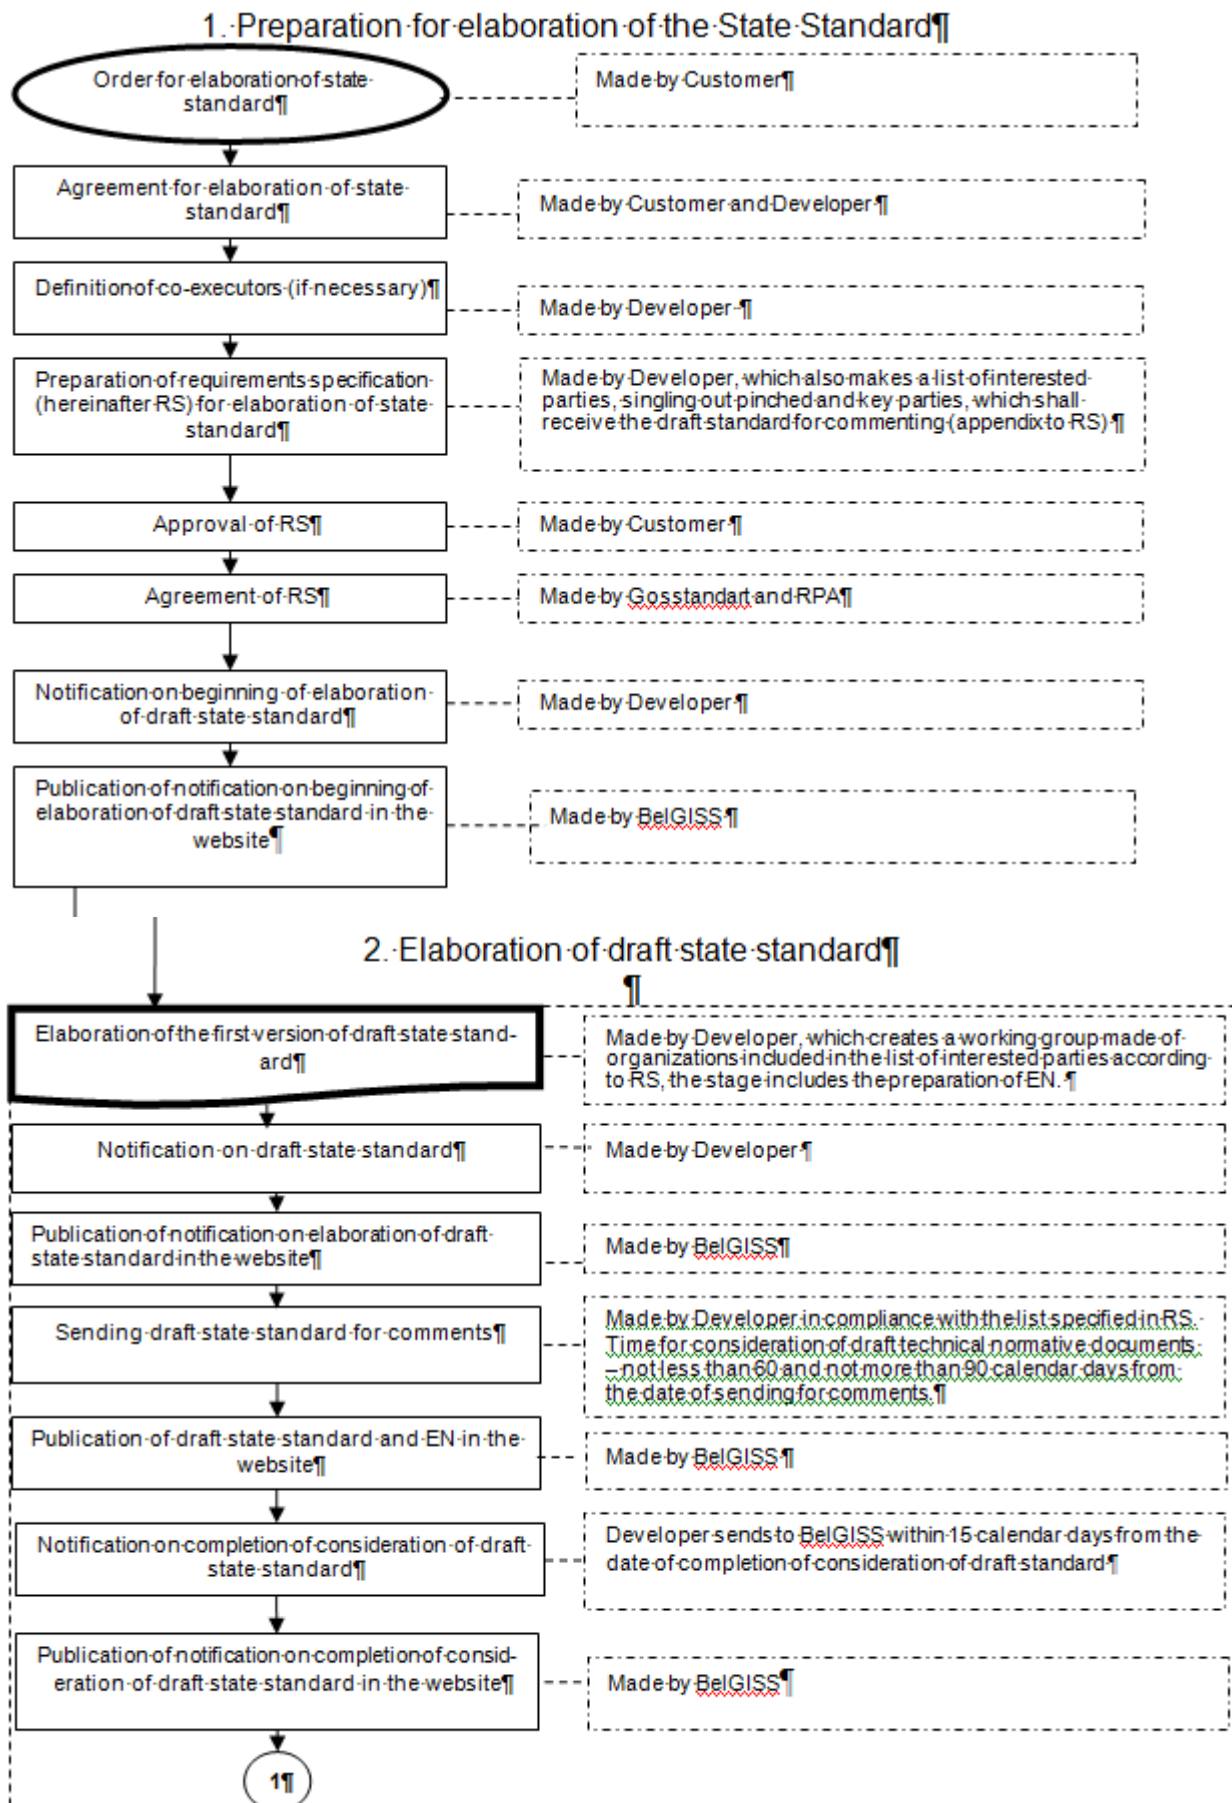 1.·Preparation·for·elaboration·of·the·State·Standard¶
Order·for·elaboration·of·state·
standard¶
Made·by·Customer¶
Agreement·for·elaboration·of·state·
standard¶
Made·by·Customer·and·Developer·¶
Definition·of·co-executors·(if·necessary)¶
Made·by·Developer·¶
Preparation·of·requirements·specification·
(hereinafter·RS)·for·elaboration·of·state·
standard¶
Made·by·Developer,·which·also·makes·a·list·of·interested·
parties,·singling·out·pinched·and·key·parties,·which·shall·
receive·the·draft·standard·for·commenting·(appendix·to·RS)·¶
Approval·of·RS¶
Made·by·Customer·¶
Agreement·of·RS¶
Made·by·Gosstandart·and·RPA¶
Notification·on·beginning·of·elaboration·
of·draft·state·standard¶
Made·by·Developer·¶
Publication·of·notification·on·beginning·of·
elaboration·of·draft·state·standard·in·the·
website¶
Made·by·BelGISS·¶
2.·Elaboration·of·draft·state·standard¶
¶
Elaboration·of·the·first·version·of·draft·state·stand-
ard¶
Made·by·Developer,·which·creates·a·working·group·made·of·
organizations·included·in·the·list·of·interested·parties·according·
to·RS,·the·stage·includes·the·preparation·of·EN.·¶
Notification·on·draft·state·standard¶
Made·by·Developer·¶
Publication·of·notification·on·elaboration·of·draft·
state·standard·in·the·website¶
Made·by·BelGISS¶
Sending·draft·state·standard·for·comments¶
Made·by·Developer·in·compliance·with·the·list·specified·in·RS.·
Time·for·consideration·of·draft·technical·normative·documents·
–·not·less·than·60·and·not·more·than·90·calendar·days·from·
the·date·of·sending·for·comments.¶
Publication·of·draft·state·standard·and·EN·in·the·
website¶
Made·by·BelGISS·¶
Notification·on·completion·of·consideration·of·draft·
state·standard¶
Developer·sends·to·BelGISS·within·15·calendar·days·from·the·
date·of·completion·of·consideration·of·draft·standard¶
Publication·of·notification·on·completion·of·consid-
eration·of·draft·state·standard·in·the·website¶
Made·by·BelGISS¶
1¶